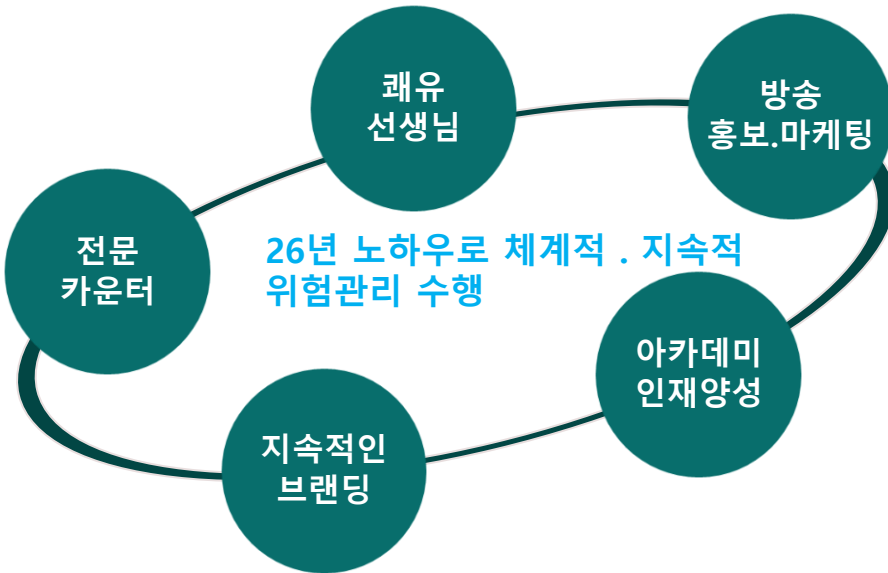 쾌유
선생님
방송
홍보.마케팅
전문
카운터
26년 노하우로 체계적 . 지속적
위험관리 수행
아카데미
인재양성
지속적인
브랜딩